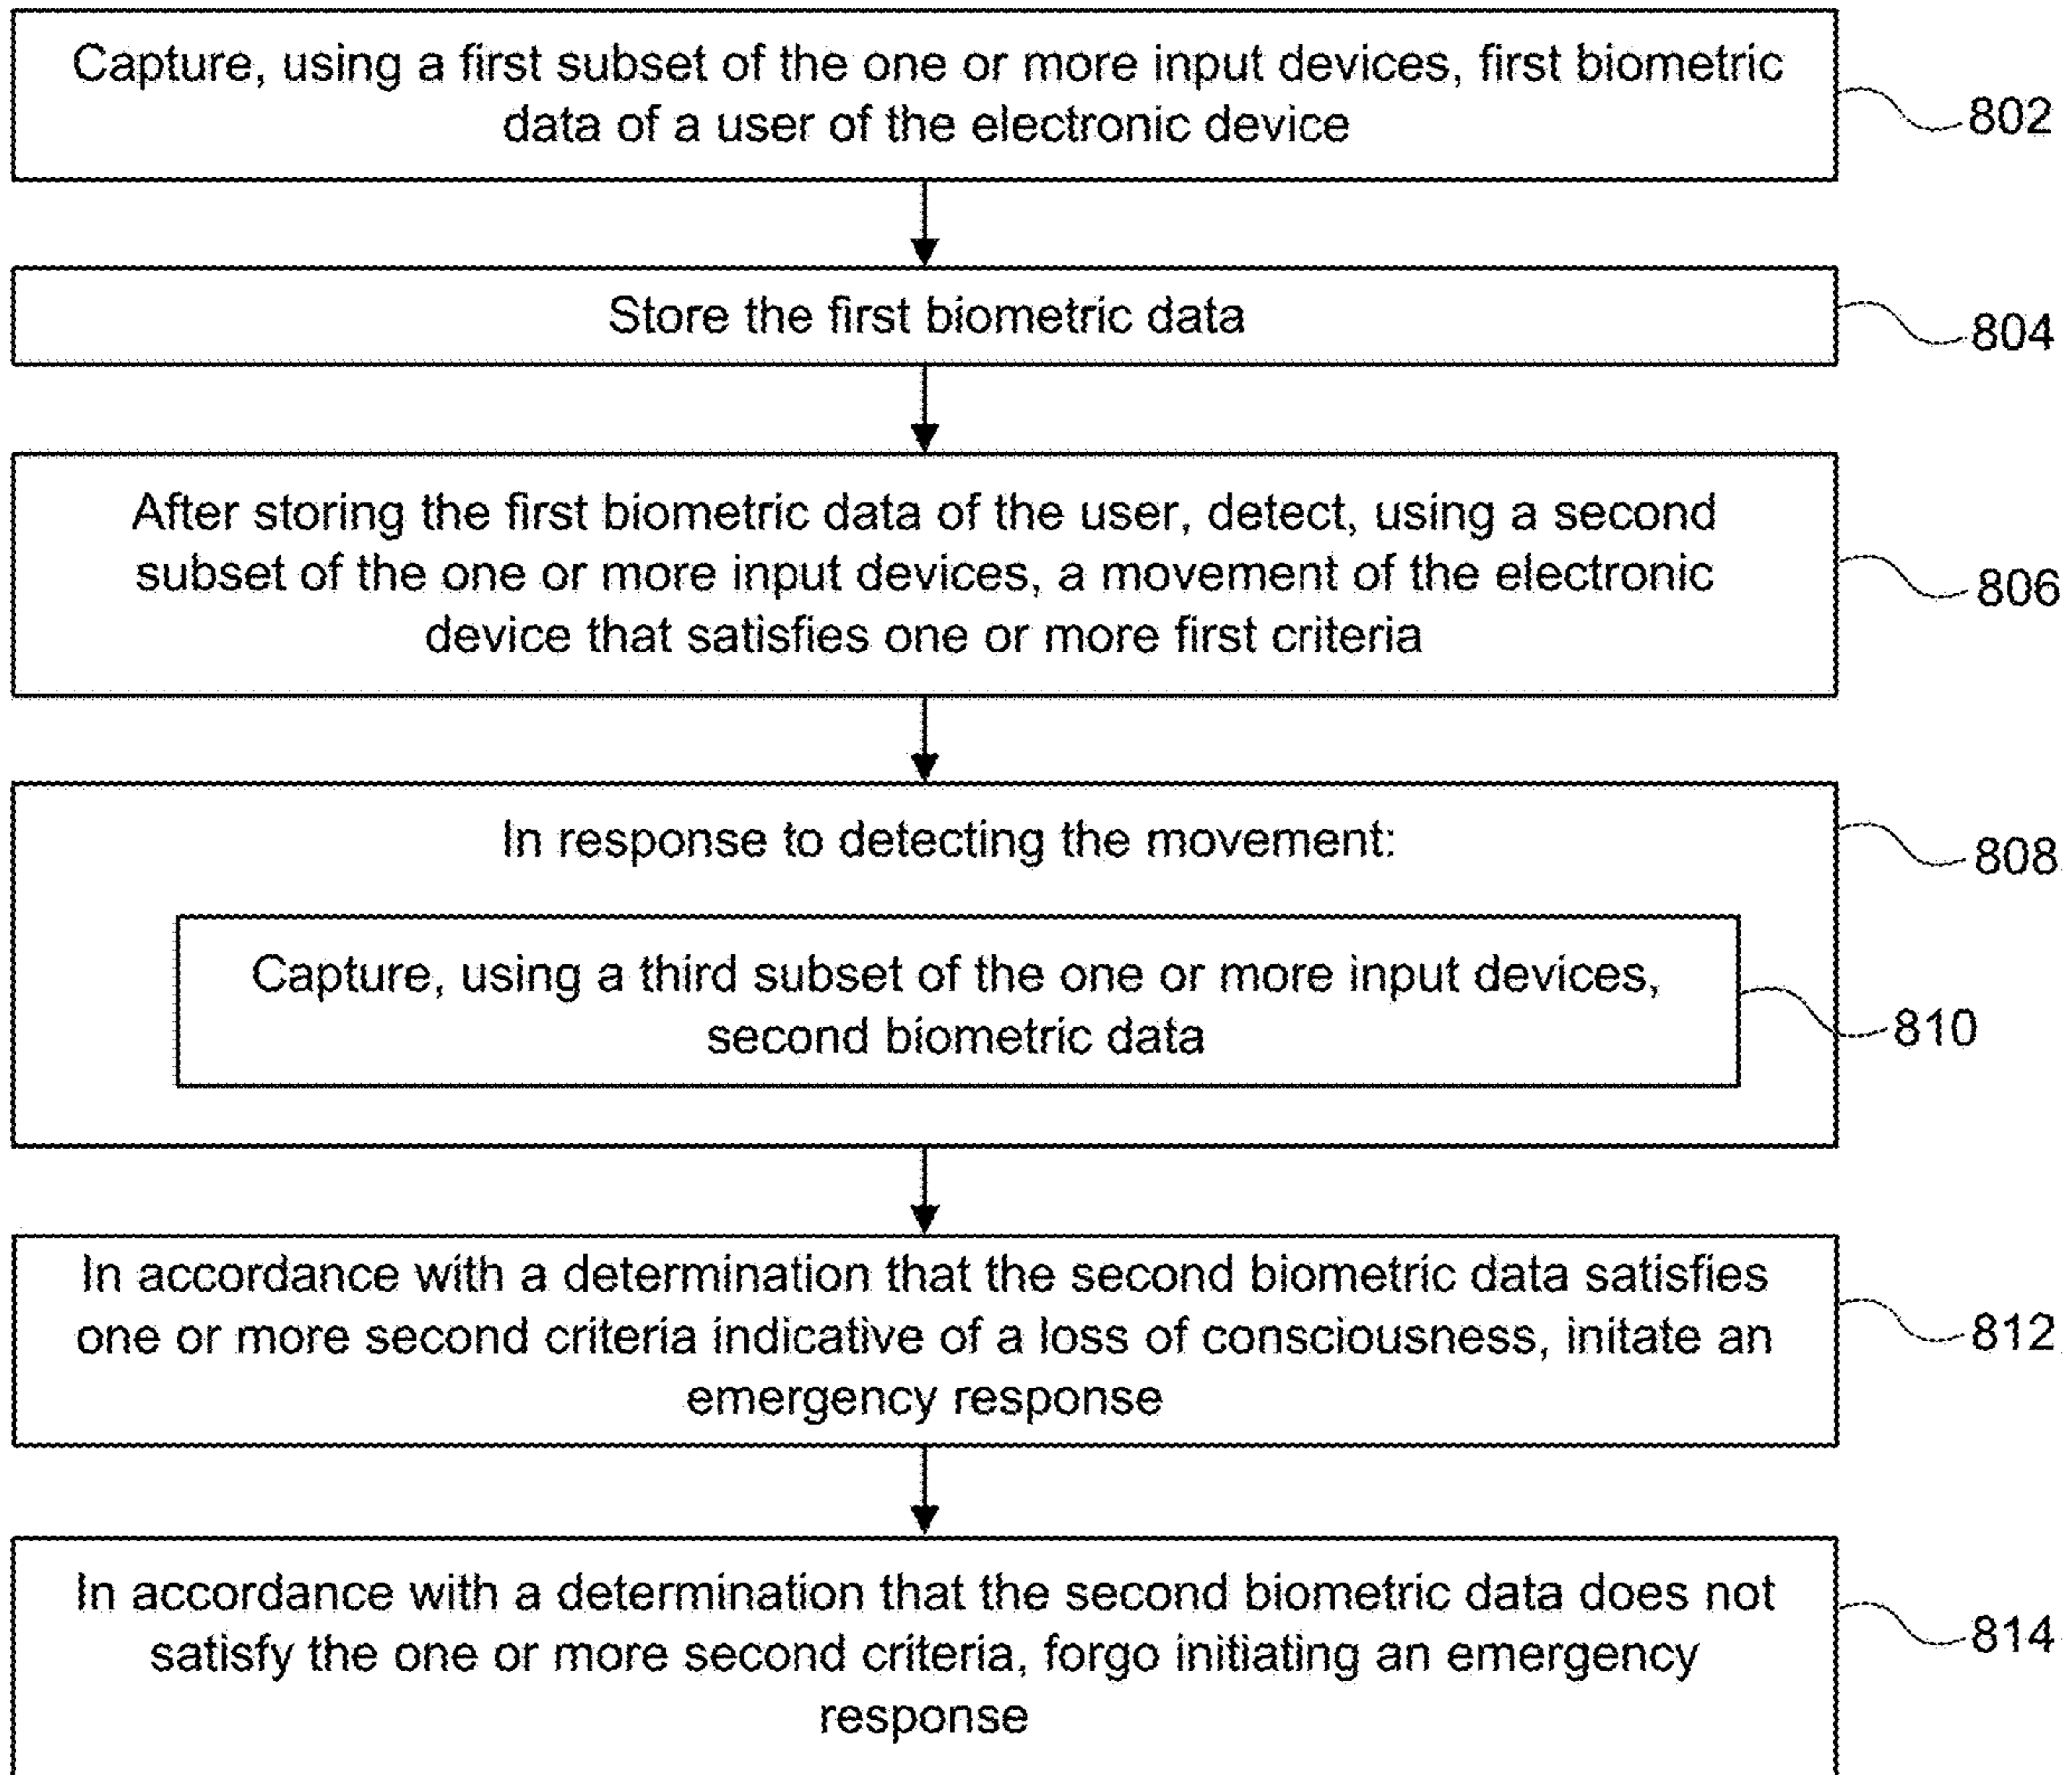 Capture, using a first subset of the one or more input devices, first biometric
data of a user of the electronic device
802
Store the first biometric data
804
After storing the first biometric data of the user, detect, using a second
subset of the one or more input devices, a movement of the electronic
device that satisfies one or more first criteria
806
In response to detecting the movement:
808
Capture, using a third subset of the one or more input devices,
second biometric data
810
In accordance with a determination that the second biometric data satisfies
one or more second criteria indicative of a loss of consciousness, initate an
emergency response
812
In accordance with a determination that the second biometric data does not
satisfy the one or more second criteria, forgo initiating an emergency
response
814